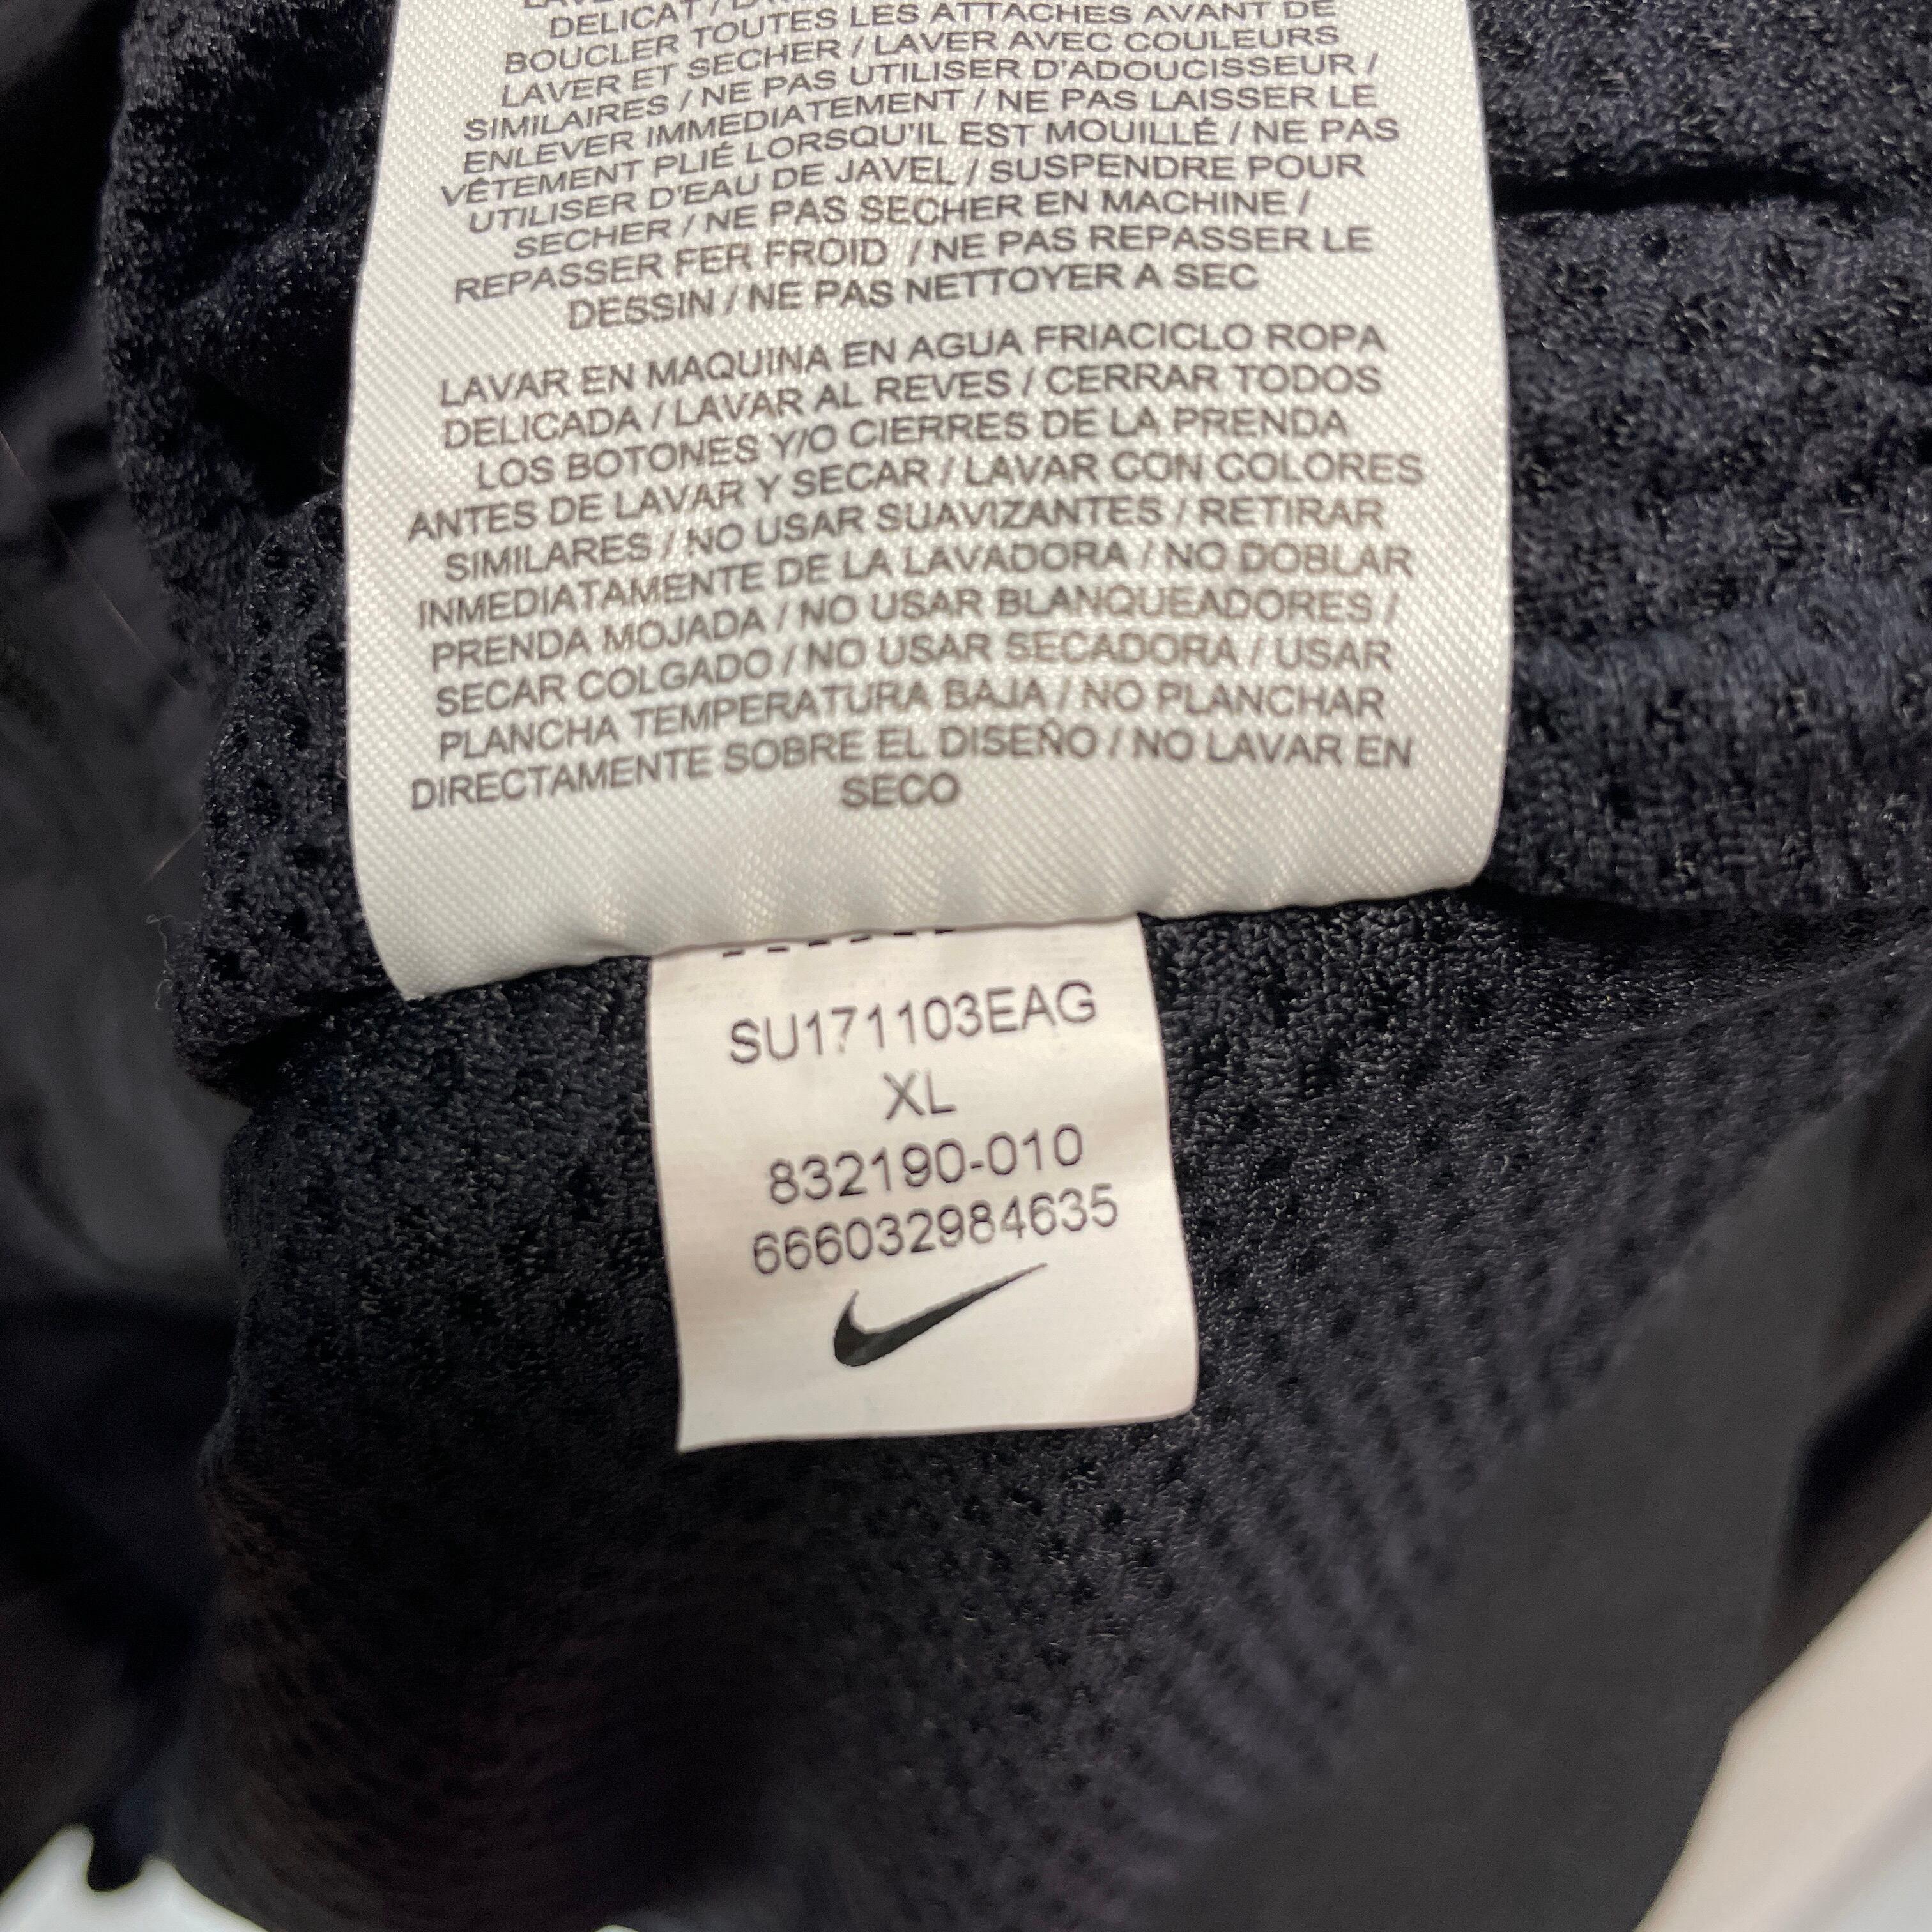 DELICAT /
BOUCLER TOUTES LES ATTACHES AVANT DE
LAVER ET SECHER / LAVER AVEC COULEURS
SIMILAIRES / NE PAS UTILISER D'ADOUCISSEUR /
ENLEVER IMMEDIATEMENT / NE PAS LAISSER LE
VÊTEMENT PLIÉ LORSQU'IL EST MOUILLÉ / NE PAS
UTILISER D'EAU DE JAVEL / SUSPENDRE POUR
SECHER / NE PAS SECHER EN MACHINE /
REPASSER FER FROID / NE PAS REPASSER LE
DESSIN / NE PAS NETTOYER A SEC
LAVAR EN MAQUINA EN AGUA FRIACICLO ROPA
DELICADA / LAVAR AL REVES / CERRAR TODOS
LOS BOTONES Y/O CIERRES DE LA PRENDA
ANTES DE LAVAR Y SECAR / LAVAR CON COLORES
SIMILARES / NO USAR SUAVIZANTES / RETIRAR
INMEDIATAMENTE DE LA LAVADORA / NO DOBLAR
PRENDA MOJADA / NO USAR BLANQUEADORES /
SECAR COLGADO / NO USAR SECADORA / USAR
PLANCHA TEMPERATURA BAJA / NO PLANCHAR
DIRECTAMENTE SOBRE EL DISEÑO / NO LAVAR EN
SECO
SU171103EAG
XL
832190-010
666032984635